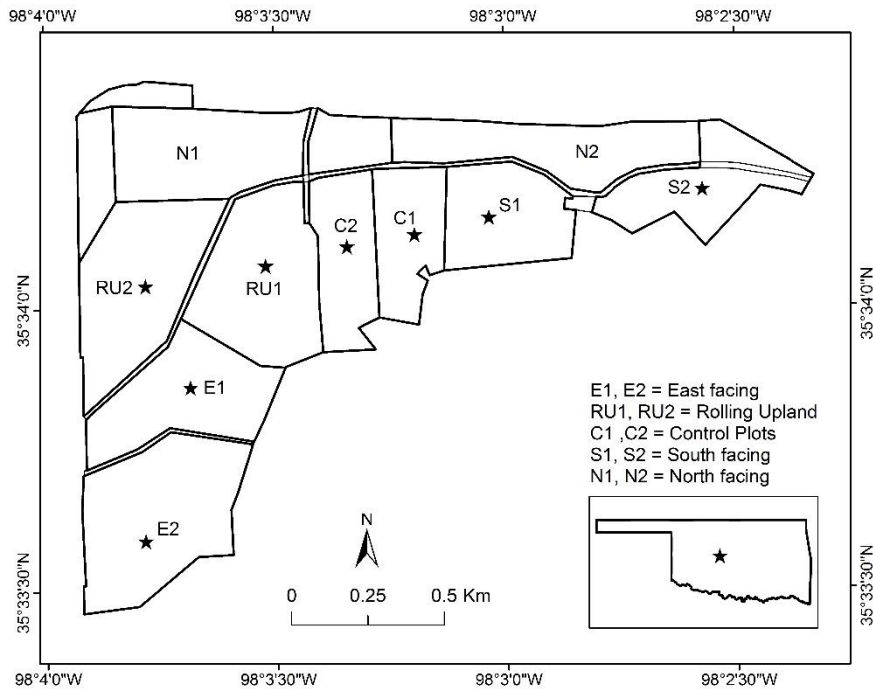 98°4'0"W 98°3'30"W 98°3'0"W 98°2'30"W
N1
N2
S2
C2
C1
S1
35°34'0"N
RU2
RU1
35°34'0"N
E1
E1, E2 = East facing
RU1, RU2 = Rolling Upland
C1 ,C2 = Control Plots
S1, S2 = South facing
N1, N2 = North facing
E2
N
0 0.25 0.5 Km
35°33'30"N
35°33'30"N
98°4'0"W 98°3'30"W 98°3'0"W 98°2'30"W